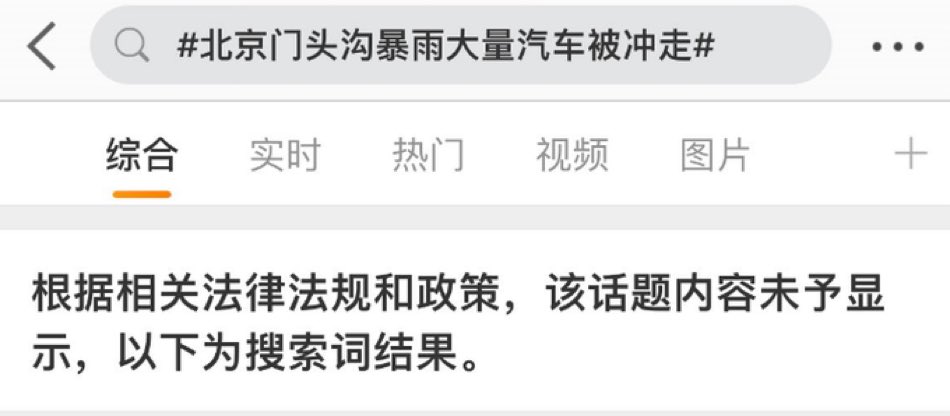 #北京门头沟暴雨大量汽车被冲走#
综合 实时 热门 视频 图片
根据相关法律法规和政策，该话题内容未予显
示，以下为搜索词结果。